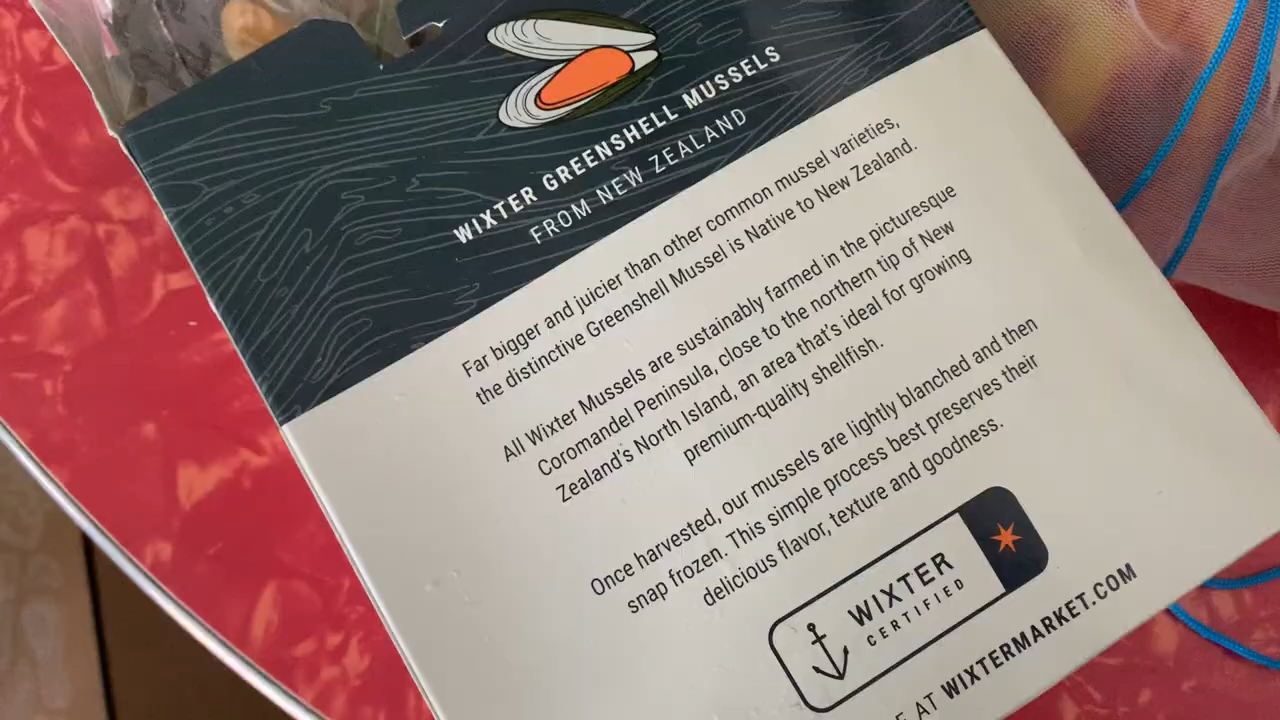 WIXTER GREENSHELL MUSSELS
FROM NEW ZEALAND
Far bigger and juicier than other common mussel varieties,
the distinctive Greenshell Mussel is Native to New Zealand.
All Wixter Mussels are sustainably farmed in the picturesque
Coromandel Peninsula, close to the northern tip of New
Zealand's North Island, an area that's ideal for growing
premium-quality shellfish.
Once harvested, our mussels are lightly blanched and then
snap frozen. This simple process best preserves their
delicious flavor, texture and goodness.
WIXTER
CERTIFIED
AT WIXTERMARKET.COM